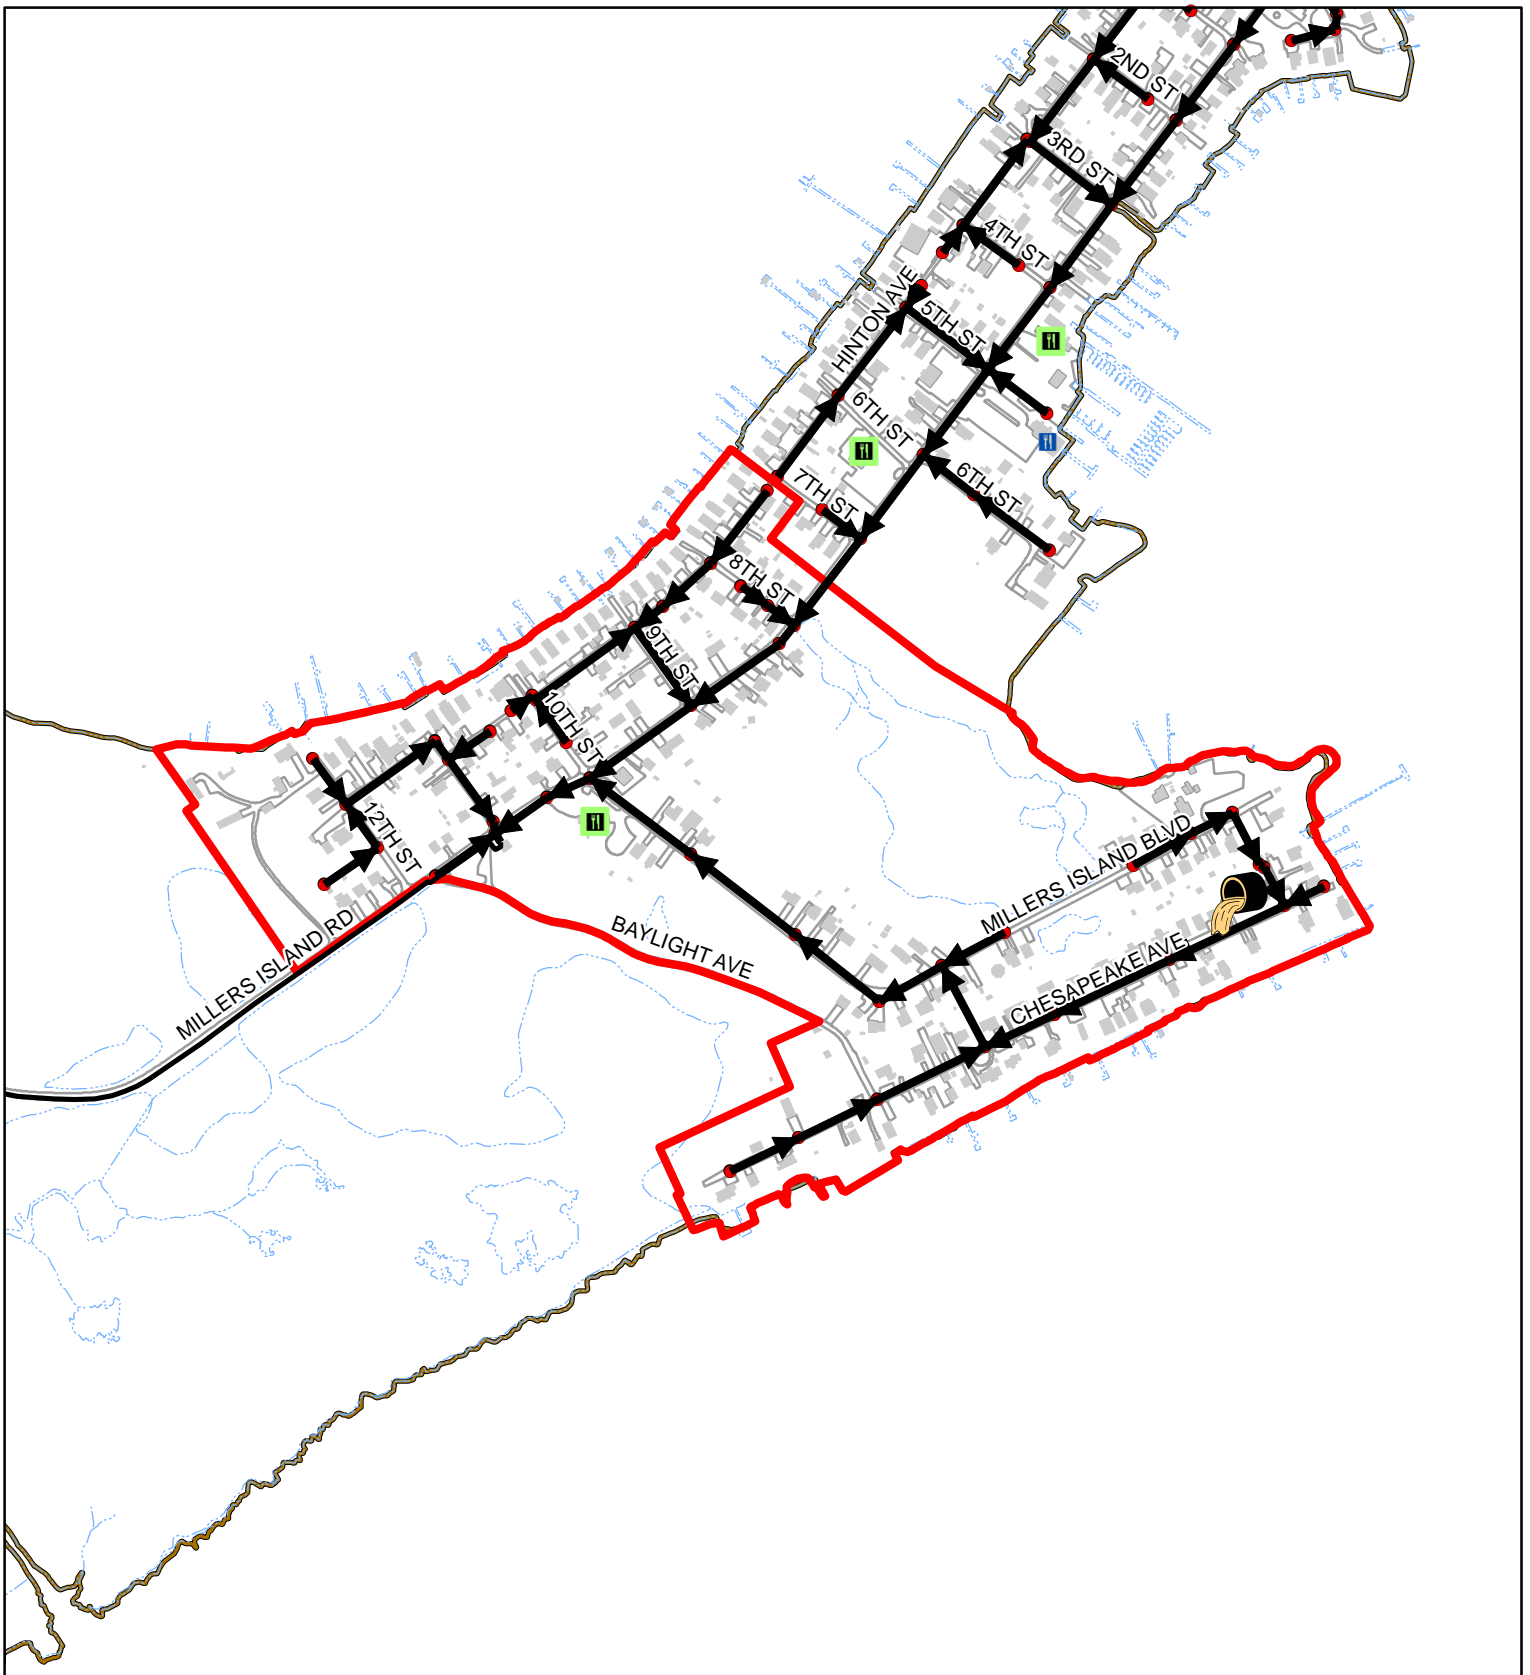 2ND ST
3RD ST
4TH ST
HINTON AVE
5TH ST
6TH ST
6TH ST
7TH ST
8TH ST
9TH ST
10TH ST
12TH ST
MILLERS ISLAND BLVD
MILLERS ISLAND RD
BAYLIGHT AVE
CHESAPEAKE AVE